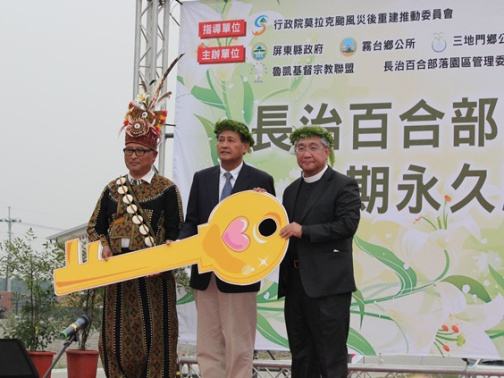 指導單位 行政院莫拉克颱風災後重建推動委員會
主辦單位 屏東縣政府 霧台鄉公所 三地門鄉公
魯凱基督宗教聯盟 長治百合部落園區管理委
長治百合部
期永久